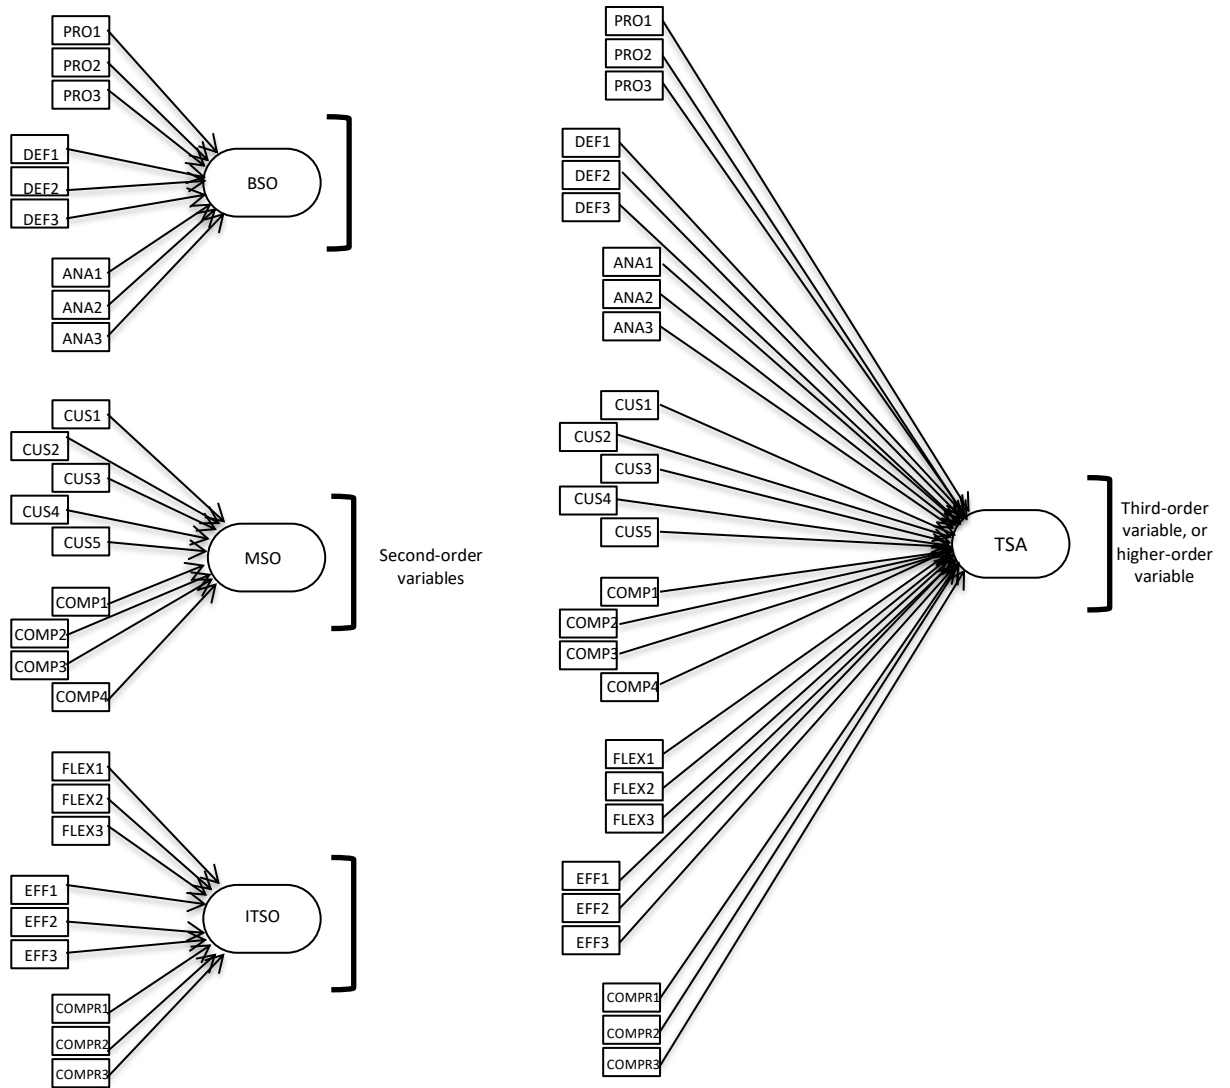 PRO1
PRO2
PRO3
DEF1
DEF2
DEF3
BSO
ANA1
ANA2
ANA3
CUS1
CUS2
CUS3
CUS4
CUS5
MSO
COMP1
COMP2
COMP3
COMP4
Second-order
variables
FLEX1
FLEX2
FLEX3
EFF1
EFF2
EFF3
ITSO
COMPR1
COMPR2
COMPR3
PRO1
PRO2
PRO3
DEF1
DEF2
DEF3
ANA1
ANA2
ANA3
CUS1
CUS2
CUS3
CUS4
CUS5
COMP1
COMP2
COMP3
COMP4
FLEX1
FLEX2
FLEX3
EFF1
EFF2
EFF3
COMPR1
COMPR2
COMPR3
TSA
Third-order
variable, or
higher-order
variable